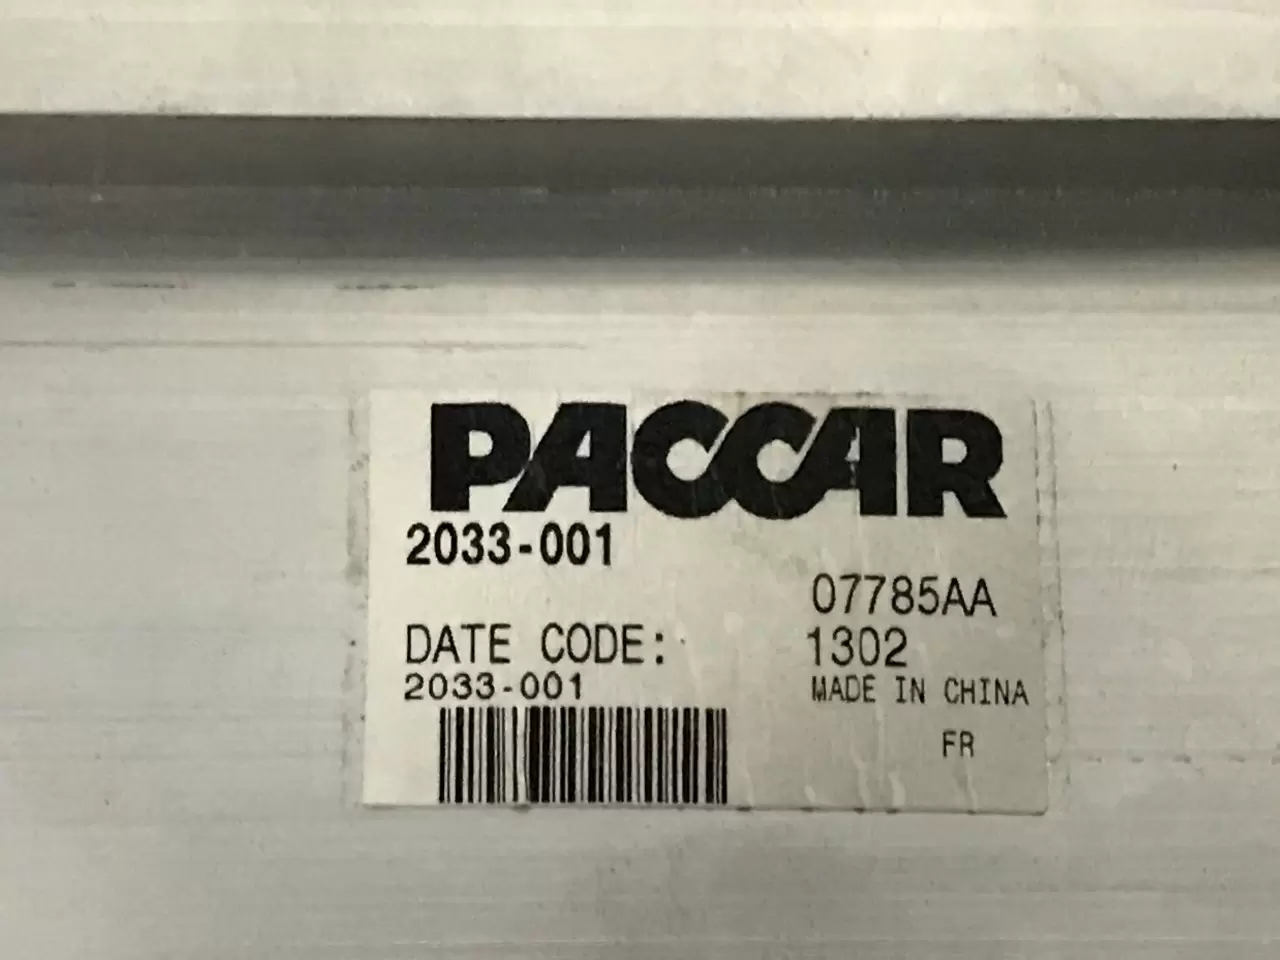 PACCAR
2033-001
07785AA
DATE CODE: 1302
2033-001
MADE IN CHINA
FR